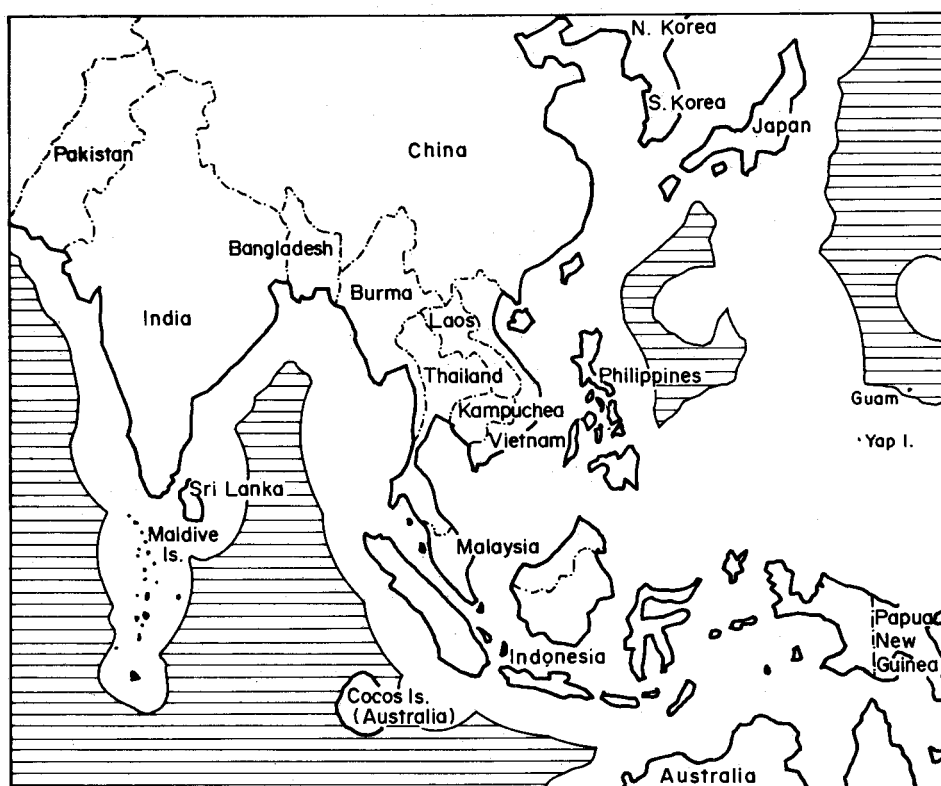 N. Korea
S. Korea
Japan
Pakistan
China
Bangladesh
Burma
India
Laos
Thailand
Philippines
Guam
Kampuchea
Vietnam
Yap I.
Sri Lanka
Maldive
Is.
Malaysia
Papua
New
Guinea
Indonesia
Cocos Is.
(Australia)
Australia